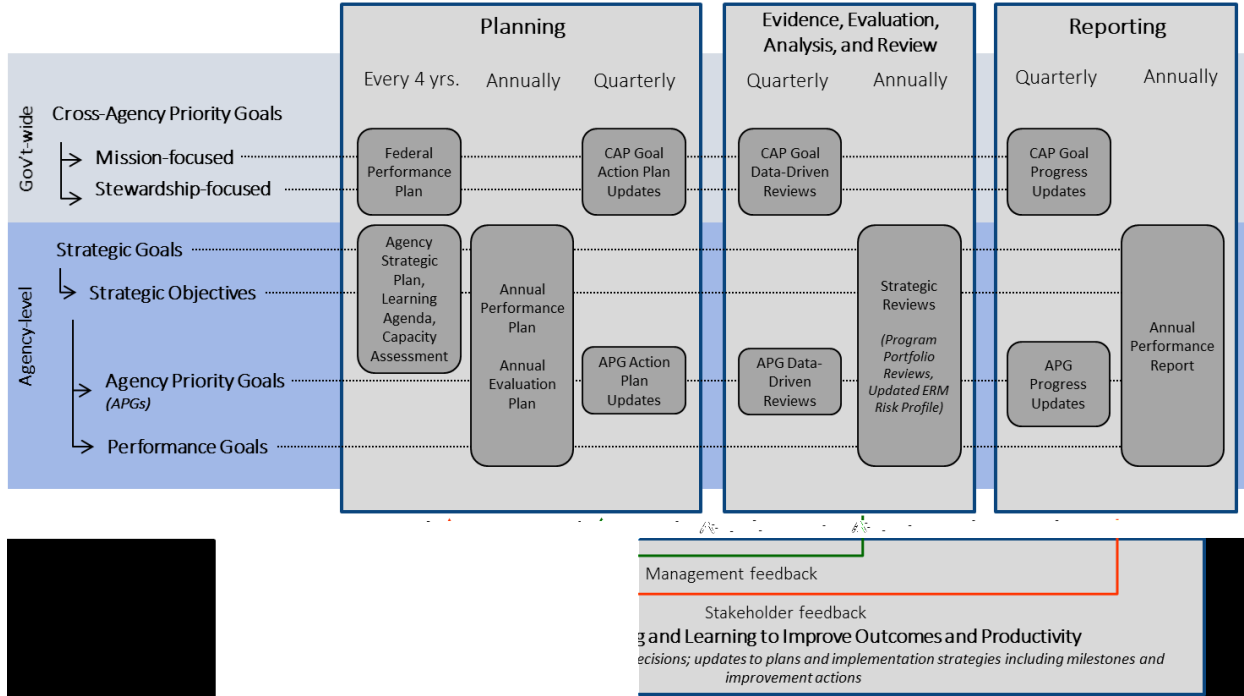 Planning
Evidence, Evaluation,
Analysis, and Review
Reporting
Every 4 yrs.
Annually
Quarterly
Quarterly
Annually
Quarterly
Annually
Gov't-wide
Cross-Agency Priority Goals
Mission-focused
Stewardship-focused
Federal
Performance
Plan
CAP Goal
Action Plan
Updates
CAP Goal
Data-Driven
Reviews
CAP Goal
Progress
Updates
Agency-level
Strategic Goals
Strategic Objectives
Agency Priority Goals
(APGs)
Performance Goals
Agency
Strategic
Plan,
Learning
Agenda,
Capacity
Assessment
Annual
Performance
Plan
Annual
Evaluation
Plan
APG Action
Plan
Updates
APG Data-
Driven
Reviews
Strategic
Reviews
(Program
Portfolio
Reviews,
Updated ERM
Risk Profile)
APG
Progress
Updates
Annual
Performance
Report
Management feedback
Stakeholder feedback
g and Learning to Improve Outcomes and Productivity
ecisions; updates to plans and implementation strategies including milestones and
improvement actions